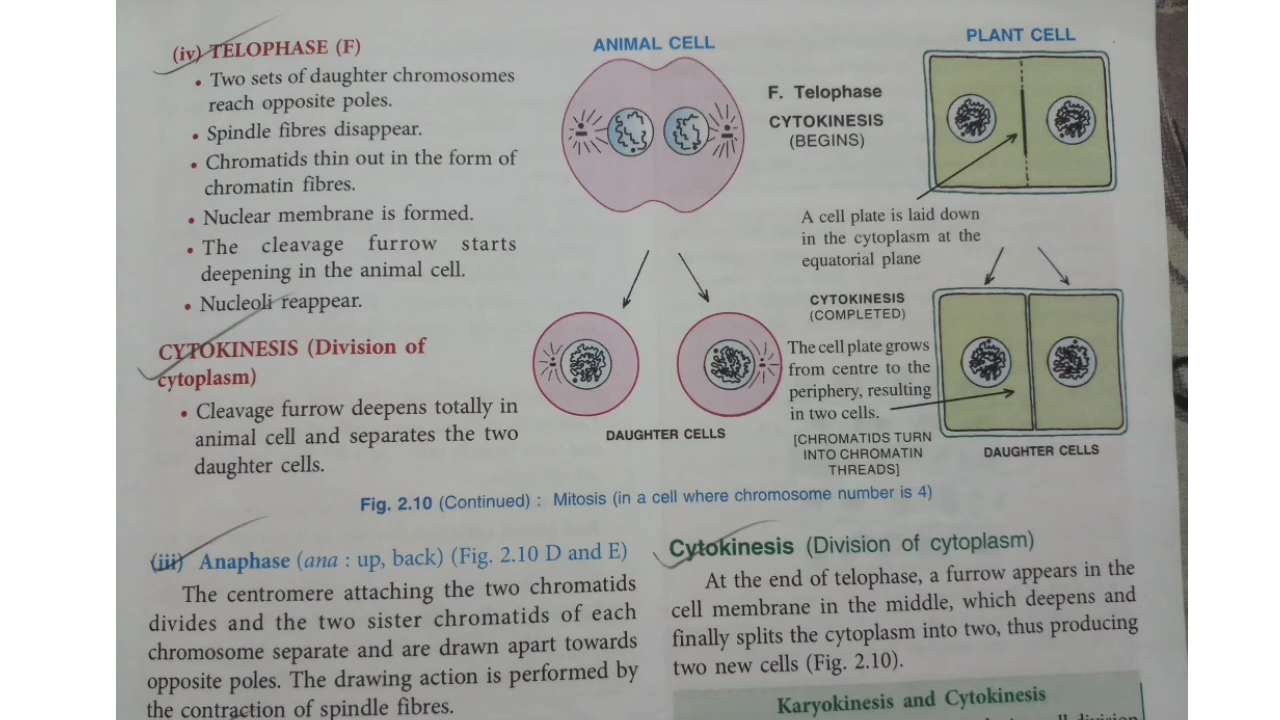 (iv) TELOPHASE (F)
• Two sets of daughter chromosomes
reach opposite poles.
• Spindle fibres disappear.
• Chromatids thin out in the form of
chromatin fibres.
• Nuclear membrane is formed.
• The cleavage furrow starts
deepening in the animal cell.
• Nucleoli reappear.
CYTOKINESIS (Division of
cytoplasm)
• Cleavage furrow deepens totally in
animal cell and separates the two
daughter cells.
ANIMAL CELL
PLANT CELL
F. Telophase
CYTOKINESIS
(BEGINS)
A cell plate is laid down
in the cytoplasm at the
equatorial plane
CYTOKINESIS
(COMPLETED)
The cell plate grows
from centre to the
periphery, resulting
in two cells.
[CHROMATIDS TURN
INTO CHROMATIN
THREADS]
DAUGHTER CELLS
DAUGHTER CELLS
Fig. 2.10 (Continued) : Mitosis (in a cell where chromosome number is 4)
(iii) Anaphase (ana : up, back) (Fig. 2.10 D and E)
The centromere attaching the two chromatids
divides and the two sister chromatids of each
chromosome separate and are drawn apart towards
opposite poles. The drawing action is performed by
the contraction of spindle fibres.
Cytokinesis (Division of cytoplasm)
At the end of telophase, a furrow appears in the
cell membrane in the middle, which deepens and
finally splits the cytoplasm into two, thus producing
two new cells (Fig. 2.10).
Karyokinesis and Cytokinesis